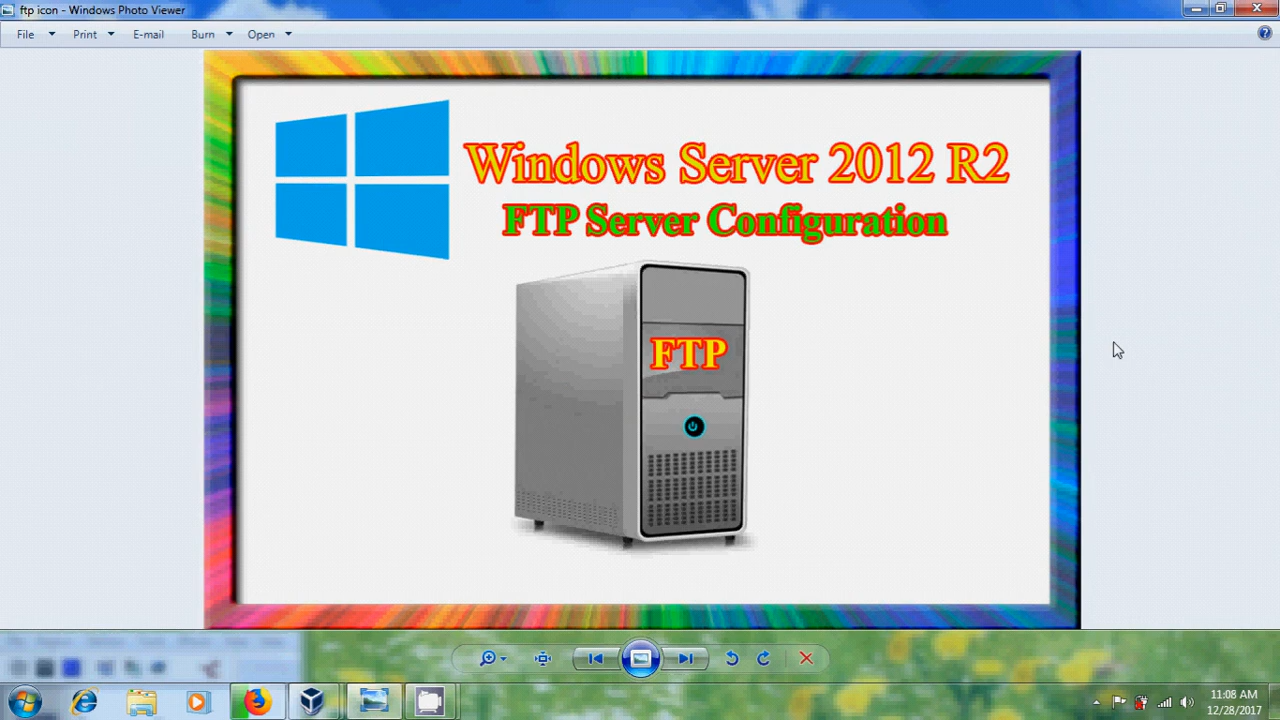 ftp icon - Windows Photo Viewer
File Print E-mail Burn Open
Windows Server 2012 R2
FTP Server Configuration
FTP
11:08 AM
12/28/2017